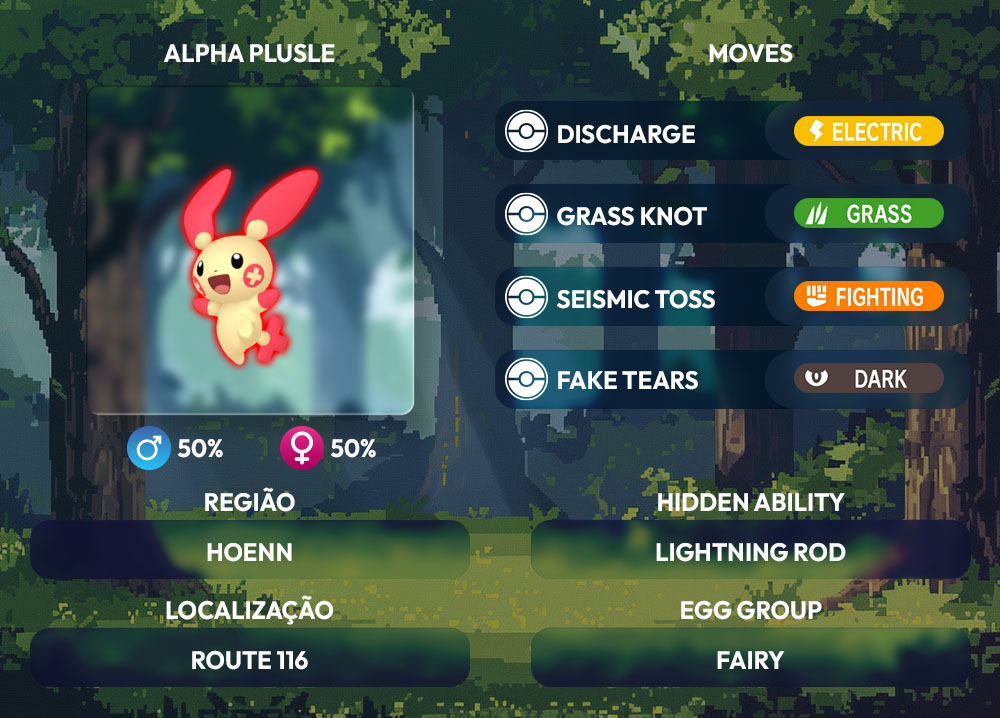 ALPHA PLUSLE
50%
50%
REGIÃO
HOENN
LOCALIZAÇÃO
ROUTE 116
MOVES
DISCHARGE ELECTRIC
GRASS KNOT GRASS
SEISMIC TOSS FIGHTING
FAKE TEARS DARK
HIDDEN ABILITY
LIGHTNING ROD
EGG GROUP
FAIRY